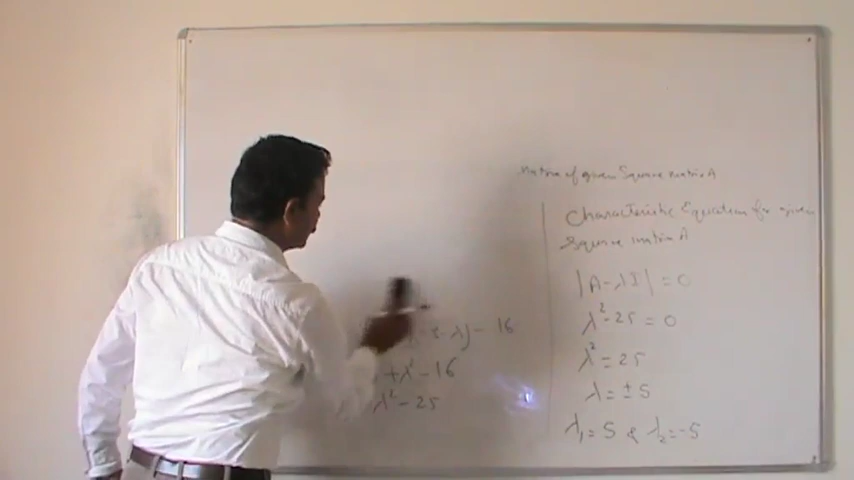 of given Square matrix A
Characteristic Equation for given
Square matrix A
|A-λI| = 0
λ²-25 = 0
λ² = 25
λ = ±5
λ₁ = 5 & λ₂ = -5
-λ) - 16
+λ² - 16
λ² - 25